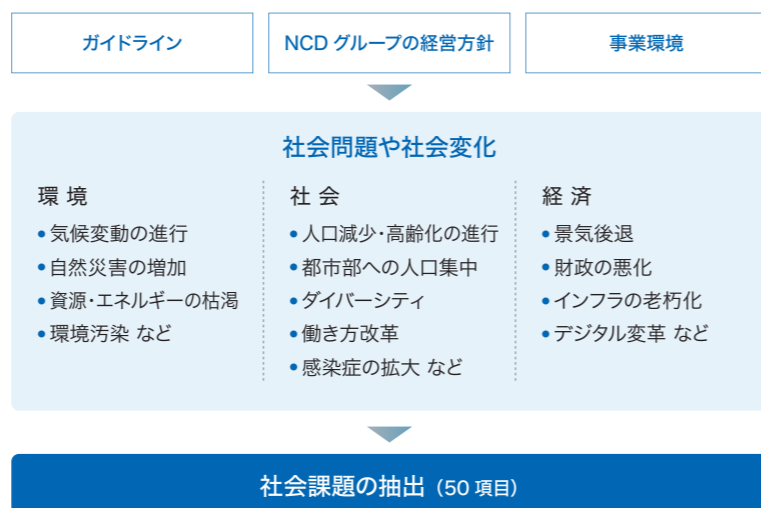 ガイドライン
NCD グループの経営方針
事業環境
社会問題や社会変化
環 境
•気候変動の進行
•自然災害の増加
•資源・エネルギーの枯渇
•環境汚染 など
社 会
•人口減少・高齢化の進行
•都市部への人口集中
•ダイバーシティ
•働き方改革
•感染症の拡大 など
経 済
•景気後退
•財政の悪化
•インフラの老朽化
•デジタル変革 など
社会課題の抽出（50 項目）